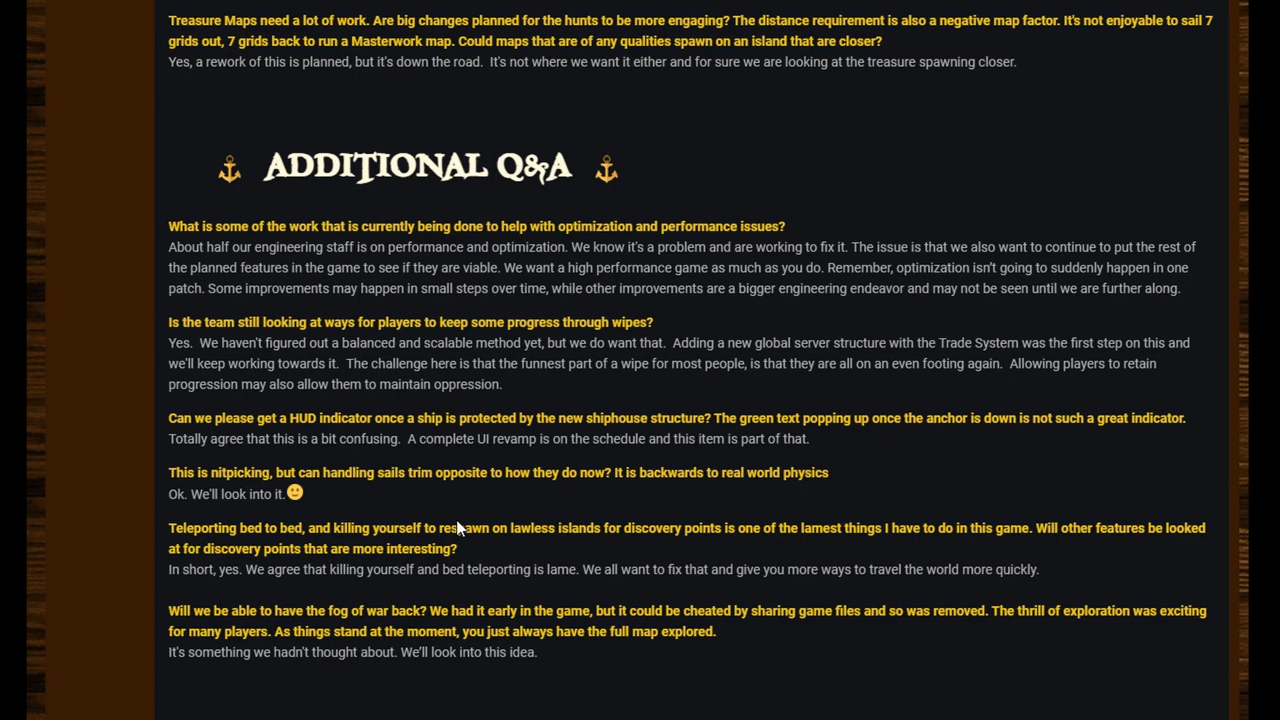 Treasure Maps need a lot of work. Are big changes planned for the hunts to be more engaging? The distance requirement is also a negative map factor. It's not enjoyable to sail 7
grids out, 7 grids back to run a Masterwork map. Could maps that are of any qualities spawn on an island that are closer?
Yes, a rework of this is planned, but it's down the road.  It's not where we want it either and for sure we are looking at the treasure spawning closer.
ADDITIONAL Q&A
What is some of the work that is currently being done to help with optimization and performance issues?
About half our engineering staff is on performance and optimization. We know it's a problem and are working to fix it. The issue is that we also want to continue to put the rest of
the planned features in the game to see if they are viable. We want a high performance game as much as you do. Remember, optimization isn't going to suddenly happen in one
patch. Some improvements may happen in small steps over time, while other improvements are a bigger engineering endeavor and may not be seen until we are further along.
Is the team still looking at ways for players to keep some progress through wipes?
Yes.  We haven't figured out a balanced and scalable method yet, but we do want that.  Adding a new global server structure with the Trade System was the first step on this and
we'll keep working towards it.  The challenge here is that the funnest part of a wipe for most people, is that they are all on an even footing again.  Allowing players to retain
progression may also allow them to maintain oppression.
Can we please get a HUD indicator once a ship is protected by the new shiphouse structure? The green text popping up once the anchor is down is not such a great indicator.
Totally agree that this is a bit confusing.  A complete UI revamp is on the schedule and this item is part of that.
This is nitpicking, but can handling sails trim opposite to how they do now? It is backwards to real world physics
Ok. We'll look into it.🙂
Teleporting bed to bed, and killing yourself to respawn on lawless islands for discovery points is one of the lamest things I have to do in this game. Will other features be looked
at for discovery points that are more interesting?
In short, yes. We agree that killing yourself and bed teleporting is lame. We all want to fix that and give you more ways to travel the world more quickly.
Will we be able to have the fog of war back? We had it early in the game, but it could be cheated by sharing game files and so was removed. The thrill of exploration was exciting
for many players. As things stand at the moment, you just always have the full map explored.
It's something we hadn't thought about. We'll look into this idea.